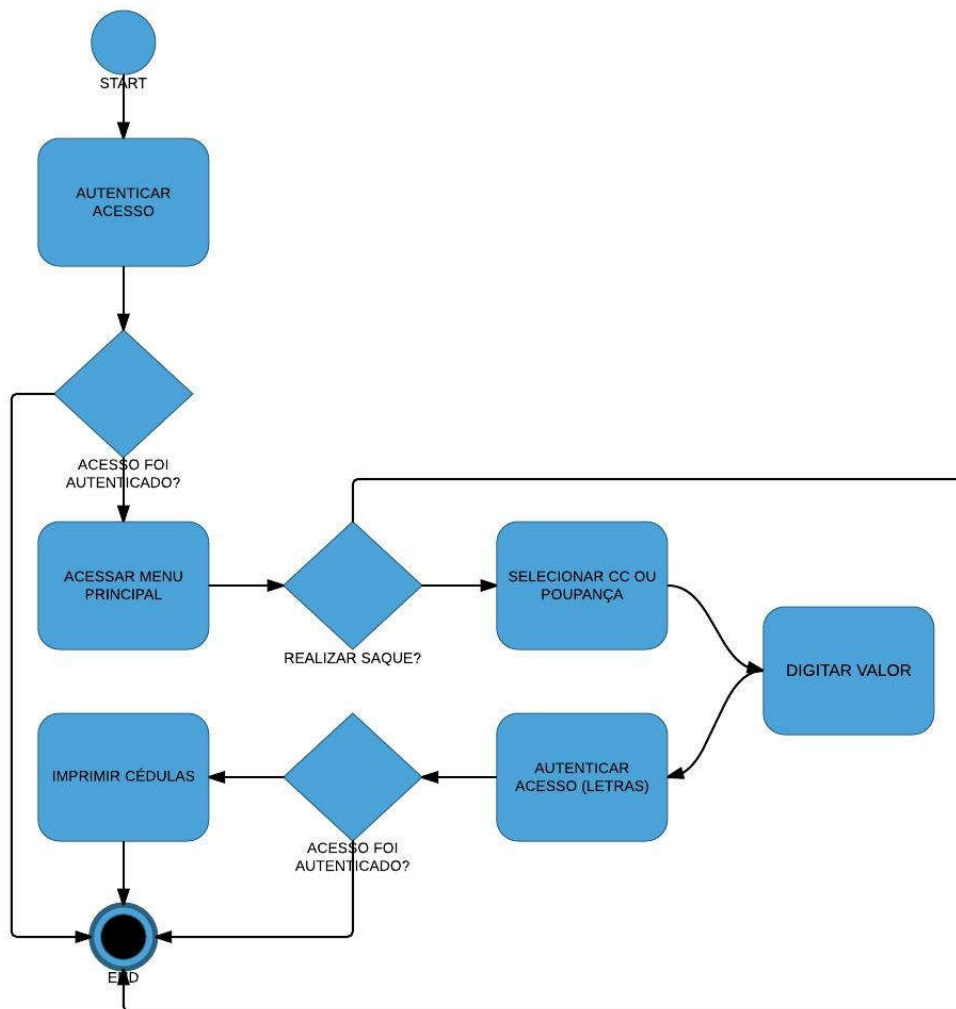 START
AUTENTICAR
ACESSO
ACESSO FOI
AUTENTICADO?
ACESSAR MENU
PRINCIPAL
REALIZAR SAQUE?
SELECIONAR CC OU
POUPANÇA
DIGITAR VALOR
AUTENTICAR
ACESSO (LETRAS)
ACESSO FOI
AUTENTICADO?
IMPRIMIR CÉDULAS
END